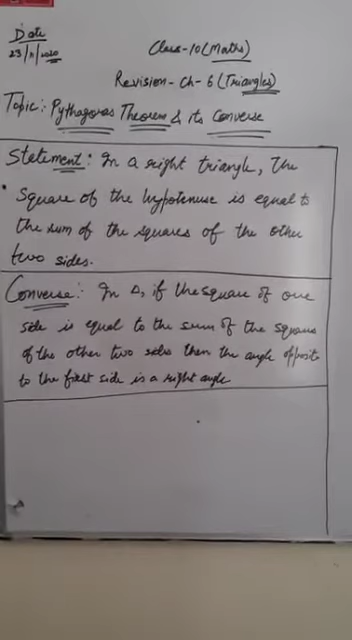 Date
23/11/2020
Class-10 (Maths)
Revision - Ch - 6 (Triangles)
Topic: Pythagoras Theorem & its Converse
Statement: In a right triangle, the
square of the hypotenuse is equal to
the sum of the squares of the other
two sides.
Converse: In Δ, if the square of one
side is equal to the sum of the square
of the other two sides then the angle opposite
to the first side is a right angle